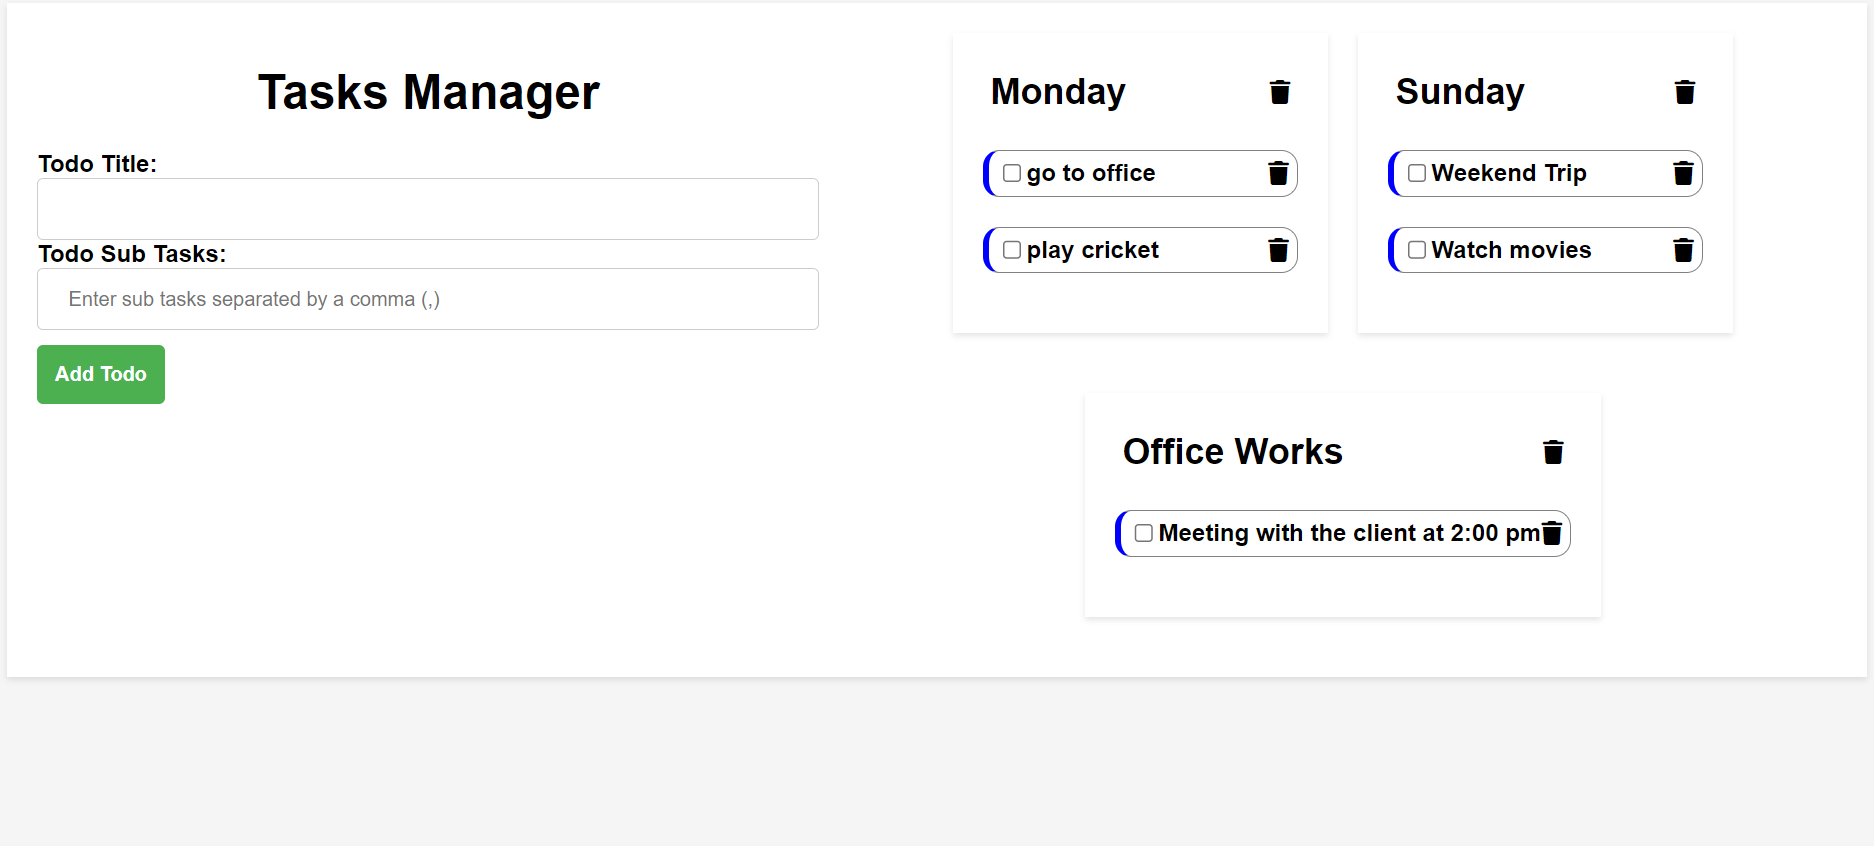 Tasks Manager
Todo Title:
Todo Sub Tasks:
Enter sub tasks separated by a comma (,)
Add Todo
Monday
go to office
play cricket
Sunday
Weekend Trip
Watch movies
Office Works
Meeting with the client at 2:00 pm